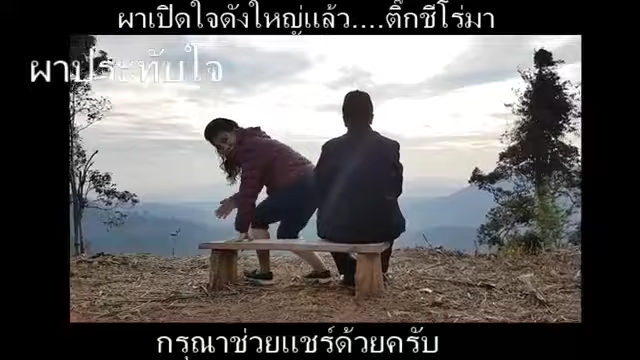 ผาเปิดใจดังใหญ่แล้ว....ติ๊กชีโร่มา
ผาประทับใจ
กรุณาช่วยแชร์ด้วยครับ